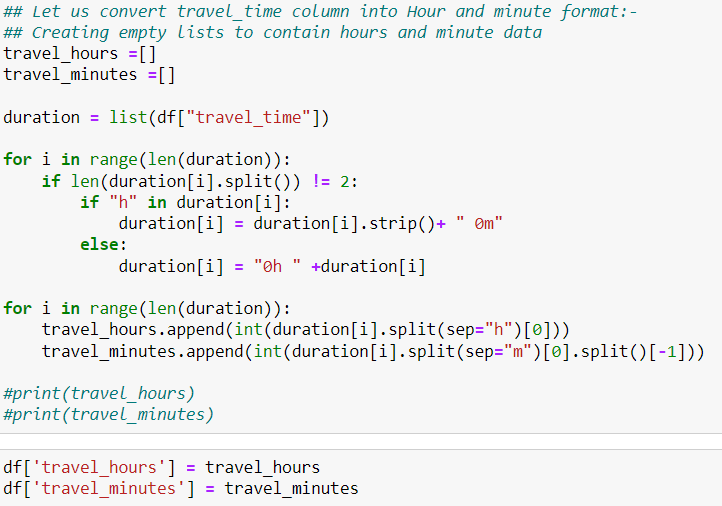 ## Let us convert travel_time column into Hour and minute format:-
## Creating empty lists to contain hours and minute data
travel_hours =[]
travel_minutes =[]
duration = list(df["travel_time"])
for i in range(len(duration)):
    if len(duration[i].split()) != 2:
        if "h" in duration[i]:
            duration[i] = duration[i].strip()+ " 0m"
        else:
            duration[i] = "0h " +duration[i]
for i in range(len(duration)):
    travel_hours.append(int(duration[i].split(sep="h")[0]))
    travel_minutes.append(int(duration[i].split(sep="m")[0].split()[-1]))
#print(travel_hours)
#print(travel_minutes)
df['travel_hours'] = travel_hours
df['travel_minutes'] = travel_minutes